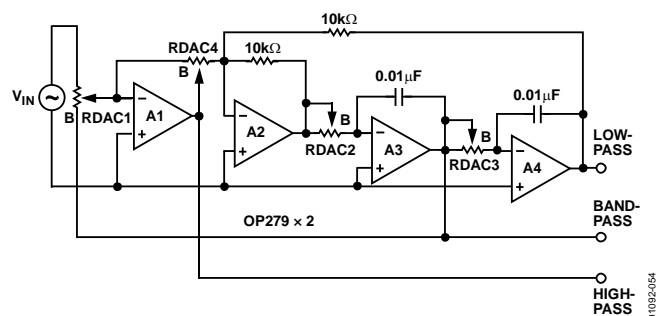 10kΩ
RDAC4
10kΩ
B
0.01µF
0.01µF
VIN
B
RDAC1
A1
A2
B
RDAC2
A3
B
RDAC3
A4
LOW-
PASS
OP279 × 2
BAND-
PASS
HIGH-
PASS
01092-054